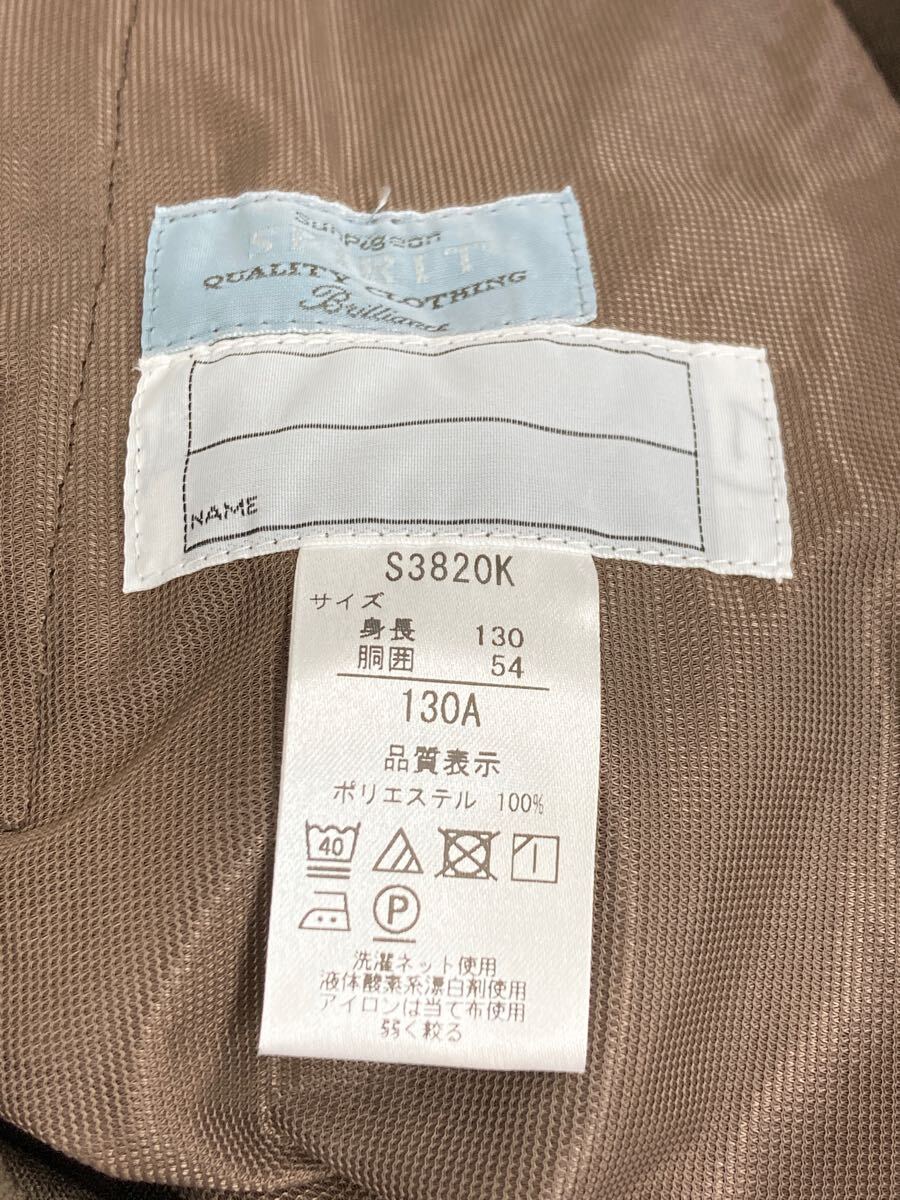 Sunpigeon
SPIRIT
QUALITY CLOTHING
Brilliant
NAME
S3820K
サイズ
身長 130
胴囲 54
130A
品質表示
ポリエステル 100%
40
P
洗濯ネット使用
液体酸素系漂白剤使用
アイロンは当て布使用
弱く絞る